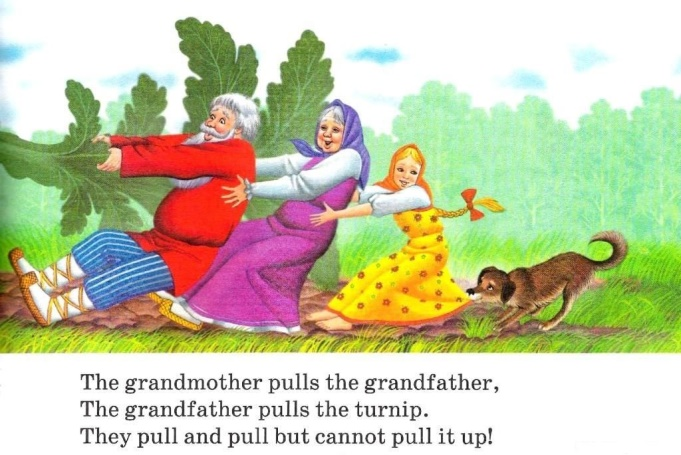 The grandmother pulls the grandfather,
The grandfather pulls the turnip.
They pull and pull but cannot pull it up!